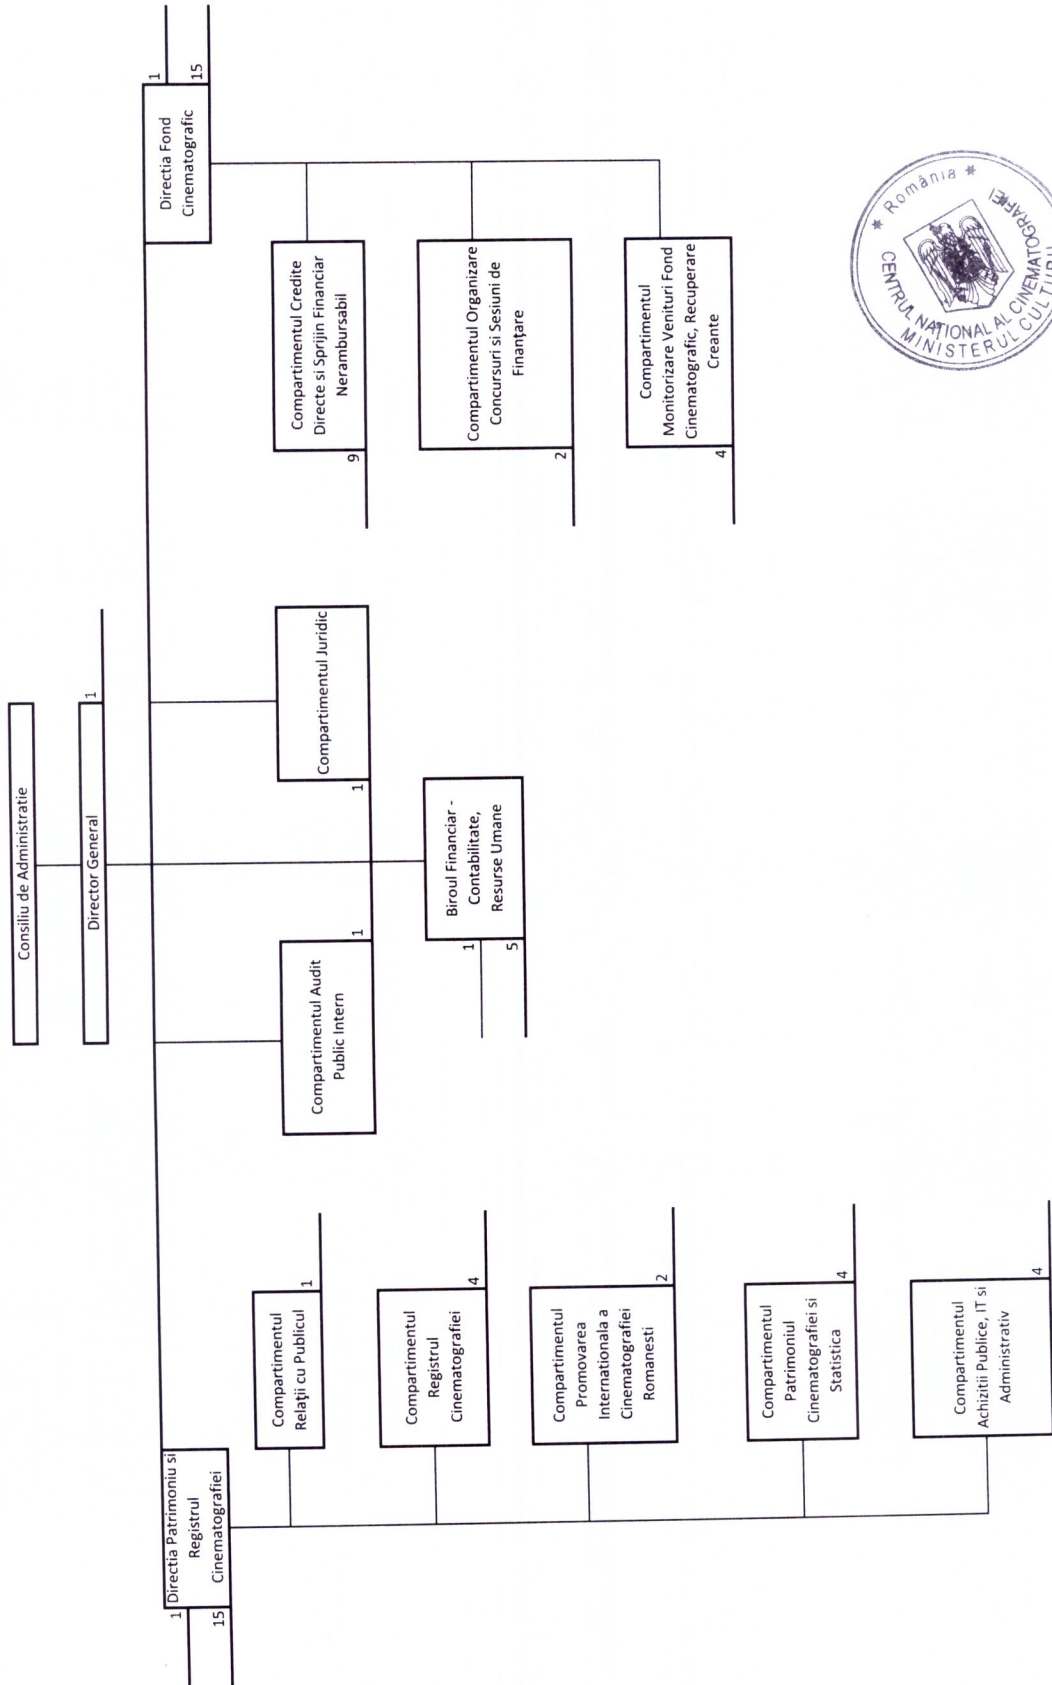 Consiliu de Administratie
Director General
1
1
Directia Patrimoniu si
Registrul
Cinematografiei
15
Compartimentul
Relaţii cu Publicul
1
Compartimentul
Registrul
Cinematografiei
4
Compartimentul
Promovarea
Internationala a
Cinematografiei
Romanesti
2
Compartimentul
Patrimoniul
Cinematografiei si
Statistica
4
Compartimentul
Achizitii Publice, IT si
Administrativ
4
Compartimentul Audit
Public Intern
1
Compartimentul Juridic
1
Biroul Financiar -
Contabilitate,
Resurse Umane
1
5
Directia Fond
Cinematografic
1
15
Compartimentul Credite
Directe si Sprijin Financiar
Nerambursabil
9
Compartimentul Organizare
Concursuri si Sesiuni de
Finanțare
2
Compartimentul
Monitorizare Venituri Fond
Cinematografic, Recuperare
Creante
4
* România *
MINISTERUL CULTURII
CENTRUL NAȚIONAL AL CINEMATOGRAFIEI